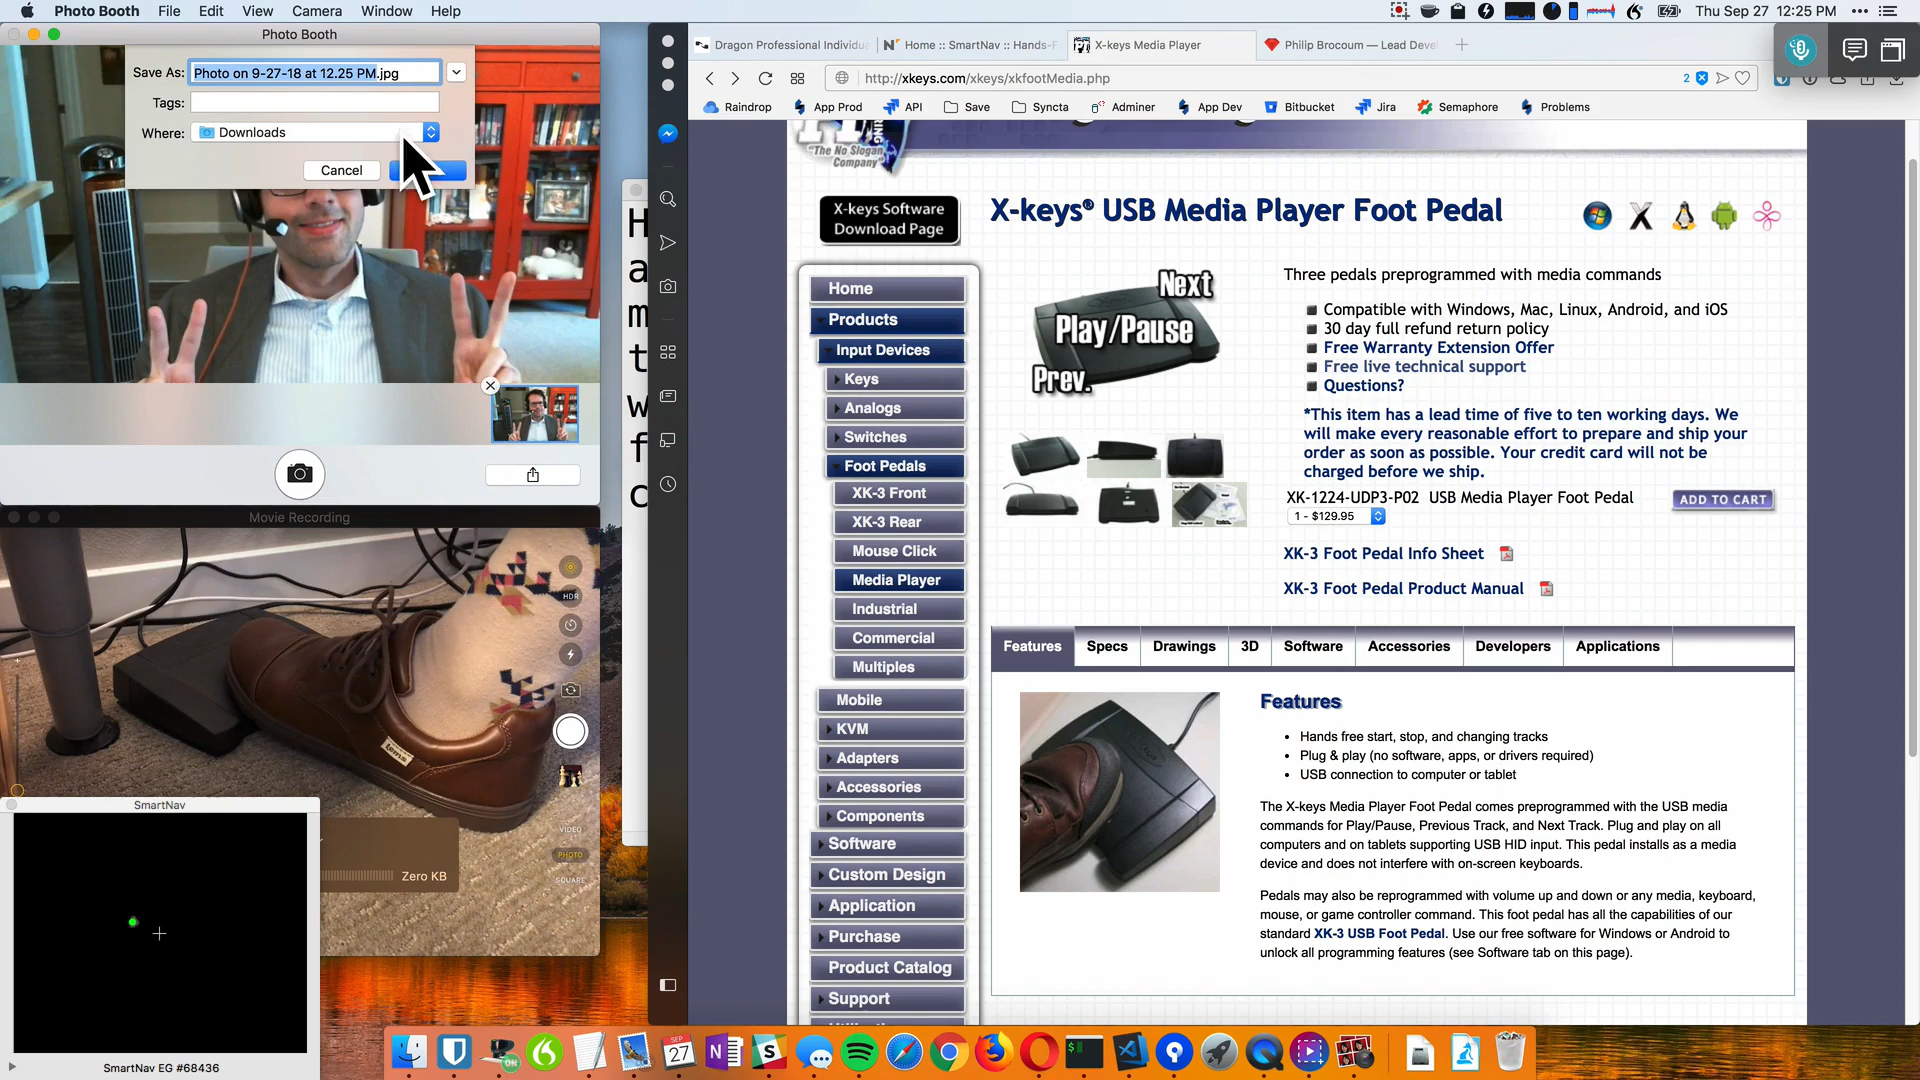 Photo Booth File Edit View Camera Window Help
Thu Sep 27 12:25 PM
Photo Booth
Save As: Photo on 9-27-18 at 12.25 PM.jpg
Tags:
Where: Downloads
Cancel
Movie Recording
HDR
VIDEO
PHOTO
SQUARE
toms
Zero KB
SmartNav
SmartNav EG #68436
H
a
m
t
w
f
c
Dragon Professional Individua
Home :: SmartNav :: Hands-F
X-keys Media Player
Philip Brocoum — Lead Deve
http://xkeys.com/xkeys/xkfootMedia.php
2
Raindrop App Prod API Save Syncta Adminer App Dev Bitbucket Jira Semaphore Problems
"The No Slogan
Company"
X-keys Software
Download Page
Home
Products
Input Devices
Keys
Analogs
Switches
Foot Pedals
XK-3 Front
XK-3 Rear
Mouse Click
Media Player
Industrial
Commercial
Multiples
Mobile
KVM
Adapters
Accessories
Components
Software
Custom Design
Application
Purchase
Product Catalog
Support
X-keys® USB Media Player Foot Pedal
Next
Play/Pause
Prev.
Three pedals preprogrammed with media commands
Compatible with Windows, Mac, Linux, Android, and iOS
30 day full refund return policy
Free Warranty Extension Offer
Free live technical support
Questions?
*This item has a lead time of five to ten working days. We
will make every reasonable effort to prepare and ship your
order as soon as possible. Your credit card will not be
charged before we ship.
XK-1224-UDP3-P02 USB Media Player Foot Pedal
ADD TO CART
1 - $129.95
XK-3 Foot Pedal Info Sheet
XK-3 Foot Pedal Product Manual
Features Specs Drawings 3D Software Accessories Developers Applications
Features
• Hands free start, stop, and changing tracks
• Plug & play (no software, apps, or drivers required)
• USB connection to computer or tablet
The X-keys Media Player Foot Pedal comes preprogrammed with the USB media
commands for Play/Pause, Previous Track, and Next Track. Plug and play on all
computers and on tablets supporting USB HID input. This pedal installs as a media
device and does not interfere with on-screen keyboards.
Pedals may also be reprogrammed with volume up and down or any media, keyboard,
mouse, or game controller command. This foot pedal has all the capabilities of our
standard XK-3 USB Foot Pedal. Use our free software for Windows or Android to
unlock all programming features (see Software tab on this page).
ON
SEP
27